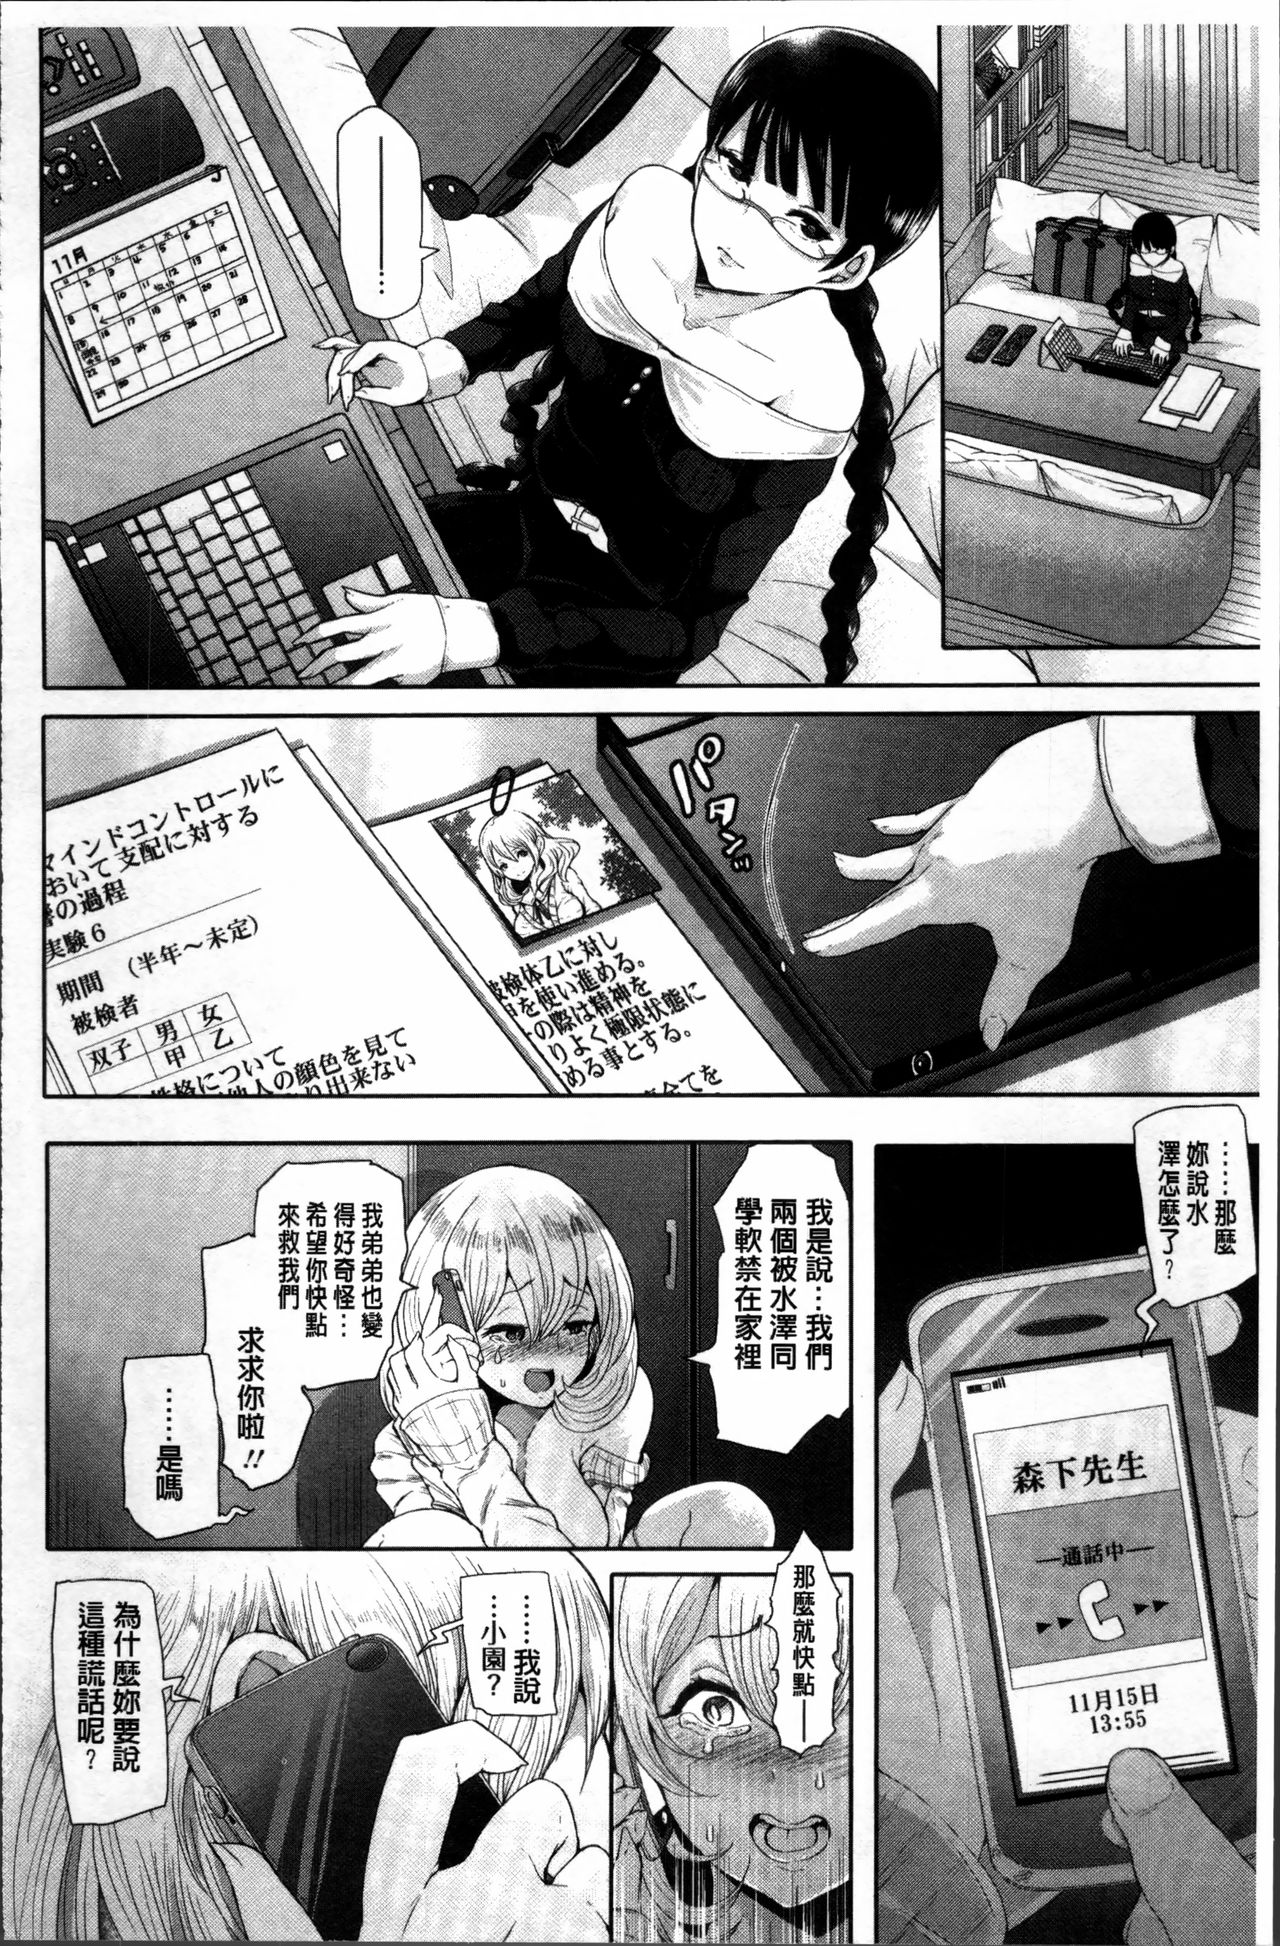 11月
………
パタンッ
被検体乙に対し
を使い進める。
の際は精神を
りよく極限状態に
める事とする。
マインドコントロールに
おいて支配に対する
響の過程
実験6
期間 (半年～未定)
被検者
双子 男 女
甲 乙
性格について
他人の顔色を見て
り出来ない
……那麼
妳說水
澤怎麼了?
森下先生
―通話中―
11月15日
13:55
我是說…我們
兩個被水澤同
學軟禁在家裡
我弟弟也變
得好奇怪…
希望你快點
來救我們
求求你啦!!
……是嗎
那麼就快點——
……我說
…小園?
為什麼妳要說
這種謊話呢?